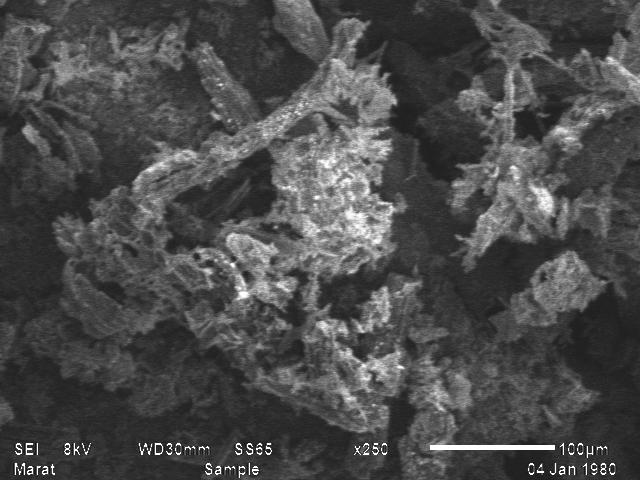 SEI 8kV WD30mm SS65 x250 100µm
Marat Sample 04 Jan 1980